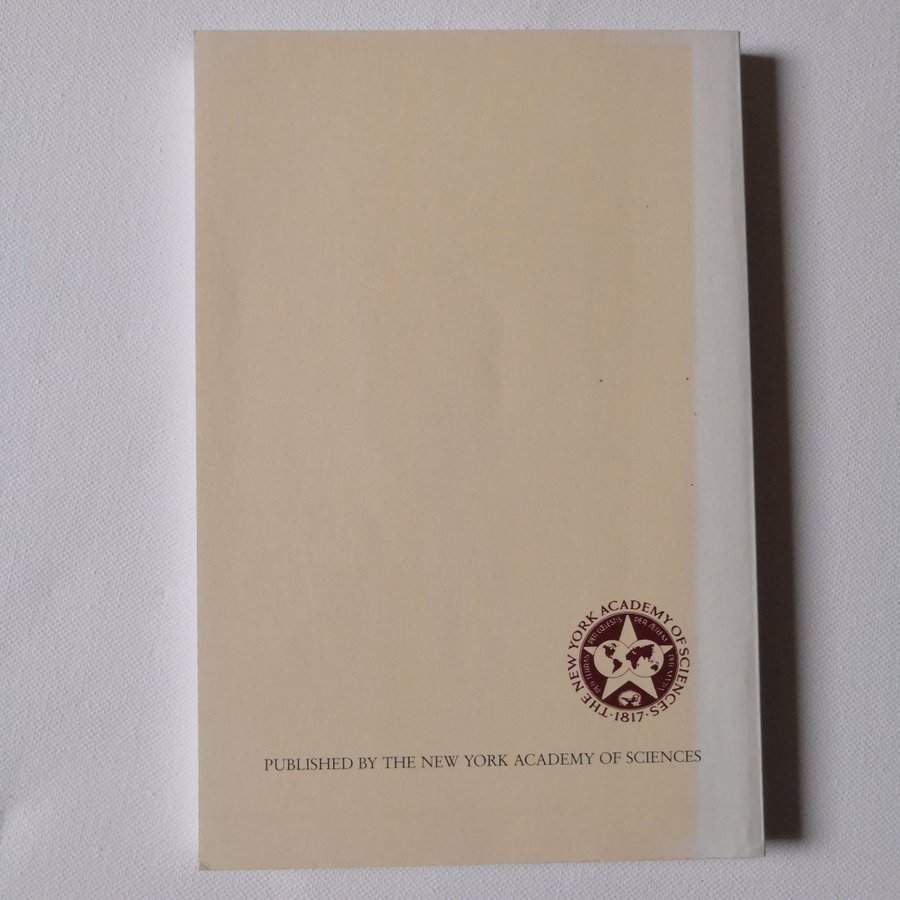 THE NEW YORK ACADEMY OF SCIENCES
·1817·
PUBLISHED BY THE NEW YORK ACADEMY OF SCIENCES